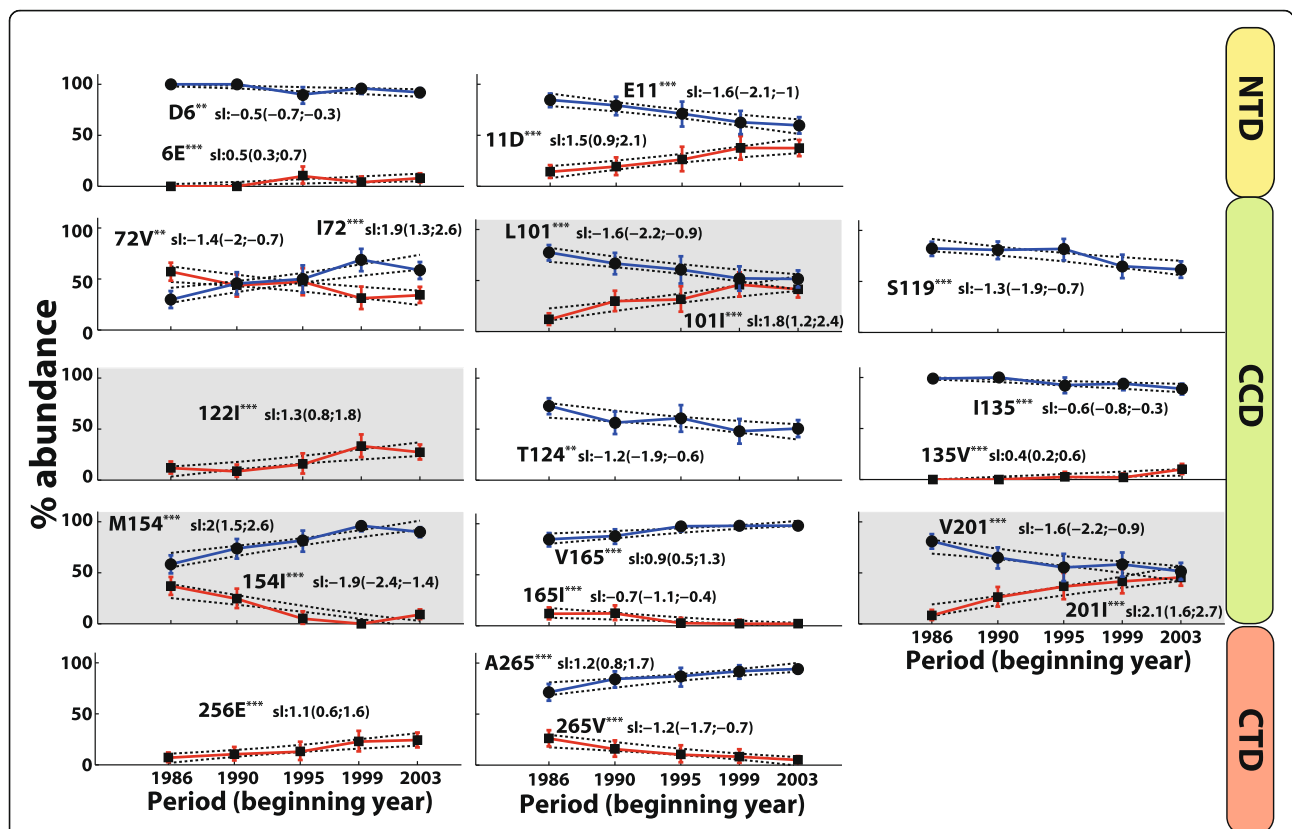 NTD
100
50
0
D6** sl:−0.5(−0.7;−0.3)
6E*** sl:0.5(0.3;0.7)
E11*** sl:−1.6(−2.1;−1)
11D*** sl:1.5(0.9;2.1)
CCD
% abundance
100
50
0
72V** sl:−1.4(−2;−0.7)
I72*** sl:1.9(1.3;2.6)
L101*** sl:−1.6(−2.2;−0.9)
101I*** sl:1.8(1.2;2.4)
S119*** sl:−1.3(−1.9;−0.7)
100
50
0
122I*** sl:1.3(0.8;1.8)
T124** sl:−1.2(−1.9;−0.6)
I135*** sl:−0.6(−0.8;−0.3)
135V*** sl:0.4(0.2;0.6)
100
50
0
M154*** sl:2(1.5;2.6)
154I*** sl:−1.9(−2.4;−1.4)
V165*** sl:0.9(0.5;1.3)
165I*** sl:−0.7(−1.1;−0.4)
V201*** sl:−1.6(−2.2;−0.9)
201I*** sl:2.1(1.6;2.7)
1986 1990 1995 1999 2003
Period (beginning year)
CTD
100
50
0
256E*** sl:1.1(0.6;1.6)
A265*** sl:1.2(0.8;1.7)
265V*** sl:−1.2(−1.7;−0.7)
1986 1990 1995 1999 2003
Period (beginning year)
1986 1990 1995 1999 2003
Period (beginning year)